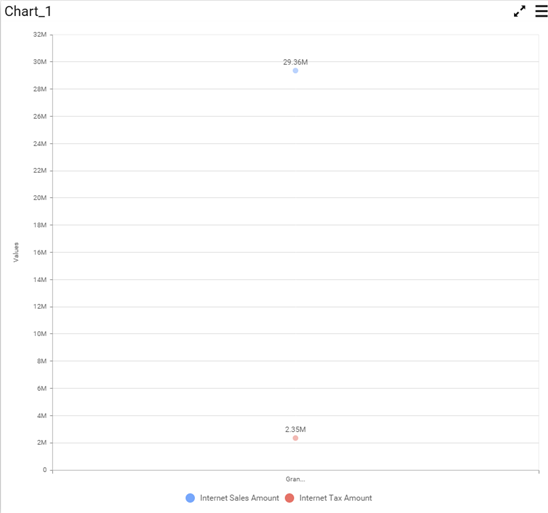 Chart_1
32M
29.36M
30M
28M
26M
24M
22M
20M
18M
Values
16M
14M
12M
10M
8M
6M
4M
2.35M
2M
0
Gran...
Internet Sales Amount Internet Tax Amount